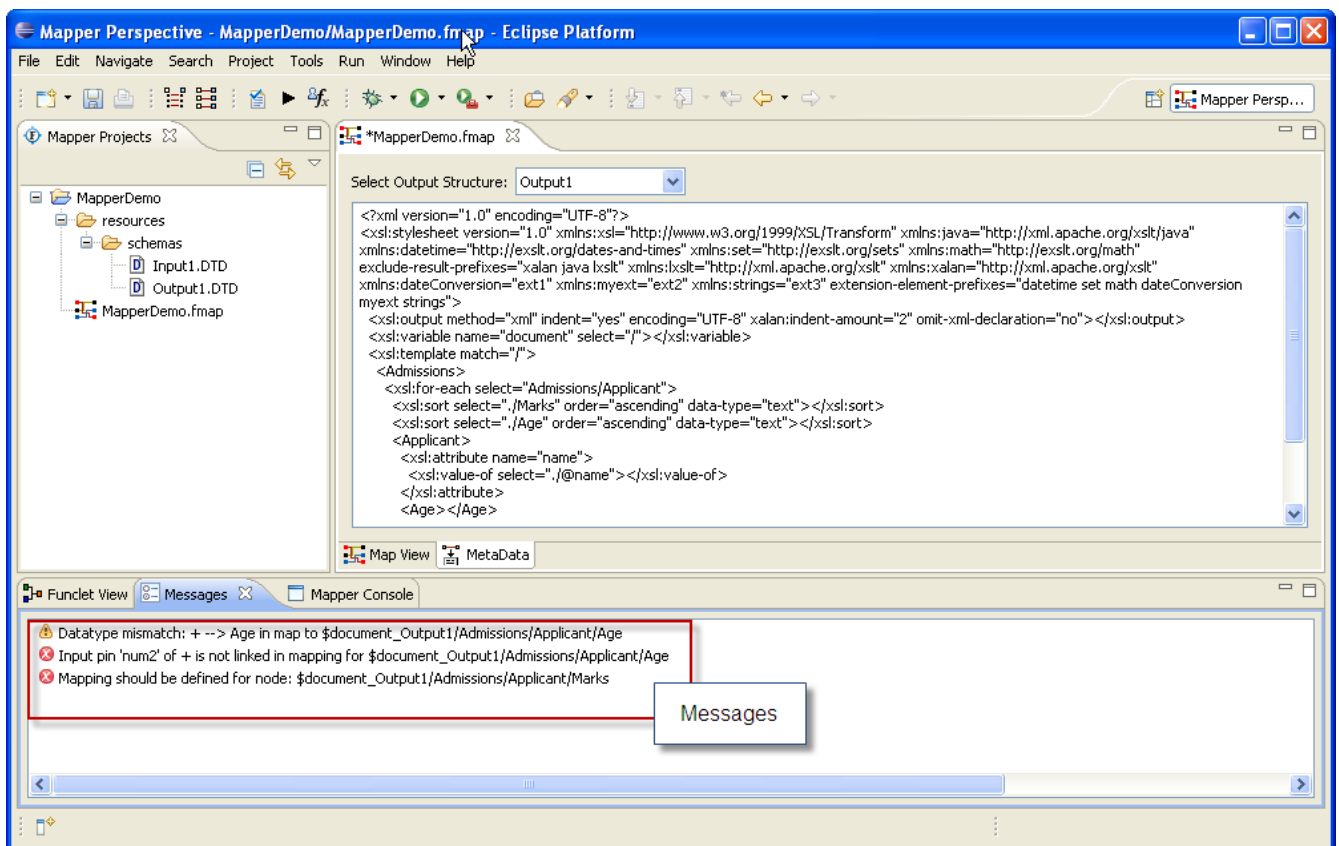 Mapper Perspective - MapperDemo/MapperDemo.fmap - Eclipse Platform
File Edit Navigate Search Project Tools Run Window Help
Mapper Persp...
Mapper Projects
MapperDemo
resources
schemas
Input1.DTD
Output1.DTD
MapperDemo.fmap
*MapperDemo.fmap
Select Output Structure: Output1
<?xml version="1.0" encoding="UTF-8"?>
<xsl:stylesheet version="1.0" xmlns:xsl="http://www.w3.org/1999/XSL/Transform" xmlns:java="http://xml.apache.org/xslt/java"
xmlns:datetime="http://exslt.org/dates-and-times" xmlns:set="http://exslt.org/sets" xmlns:math="http://exslt.org/math"
exclude-result-prefixes="xalan java lxslt" xmlns:lxslt="http://xml.apache.org/xslt" xmlns:xalan="http://xml.apache.org/xslt"
xmlns:dateConversion="ext1" xmlns:myext="ext2" xmlns:strings="ext3" extension-element-prefixes="datetime set math dateConversion
myext strings">
<xsl:output method="xml" indent="yes" encoding="UTF-8" xalan:indent-amount="2" omit-xml-declaration="no"></xsl:output>
<xsl:variable name="document" select="/"></xsl:variable>
<xsl:template match="/">
<Admissions>
<xsl:for-each select="Admissions/Applicant">
<xsl:sort select="./Marks" order="ascending" data-type="text"></xsl:sort>
<xsl:sort select="./Age" order="ascending" data-type="text"></xsl:sort>
<Applicant>
<xsl:attribute name="name">
<xsl:value-of select="./@name"></xsl:value-of>
</xsl:attribute>
<Age></Age>
Map View MetaData
Funclet View Messages Mapper Console
Datatype mismatch: + --> Age in map to $document_Output1/Admissions/Applicant/Age
Input pin 'num2' of + is not linked in mapping for $document_Output1/Admissions/Applicant/Age
Mapping should be defined for node: $document_Output1/Admissions/Applicant/Marks
Messages